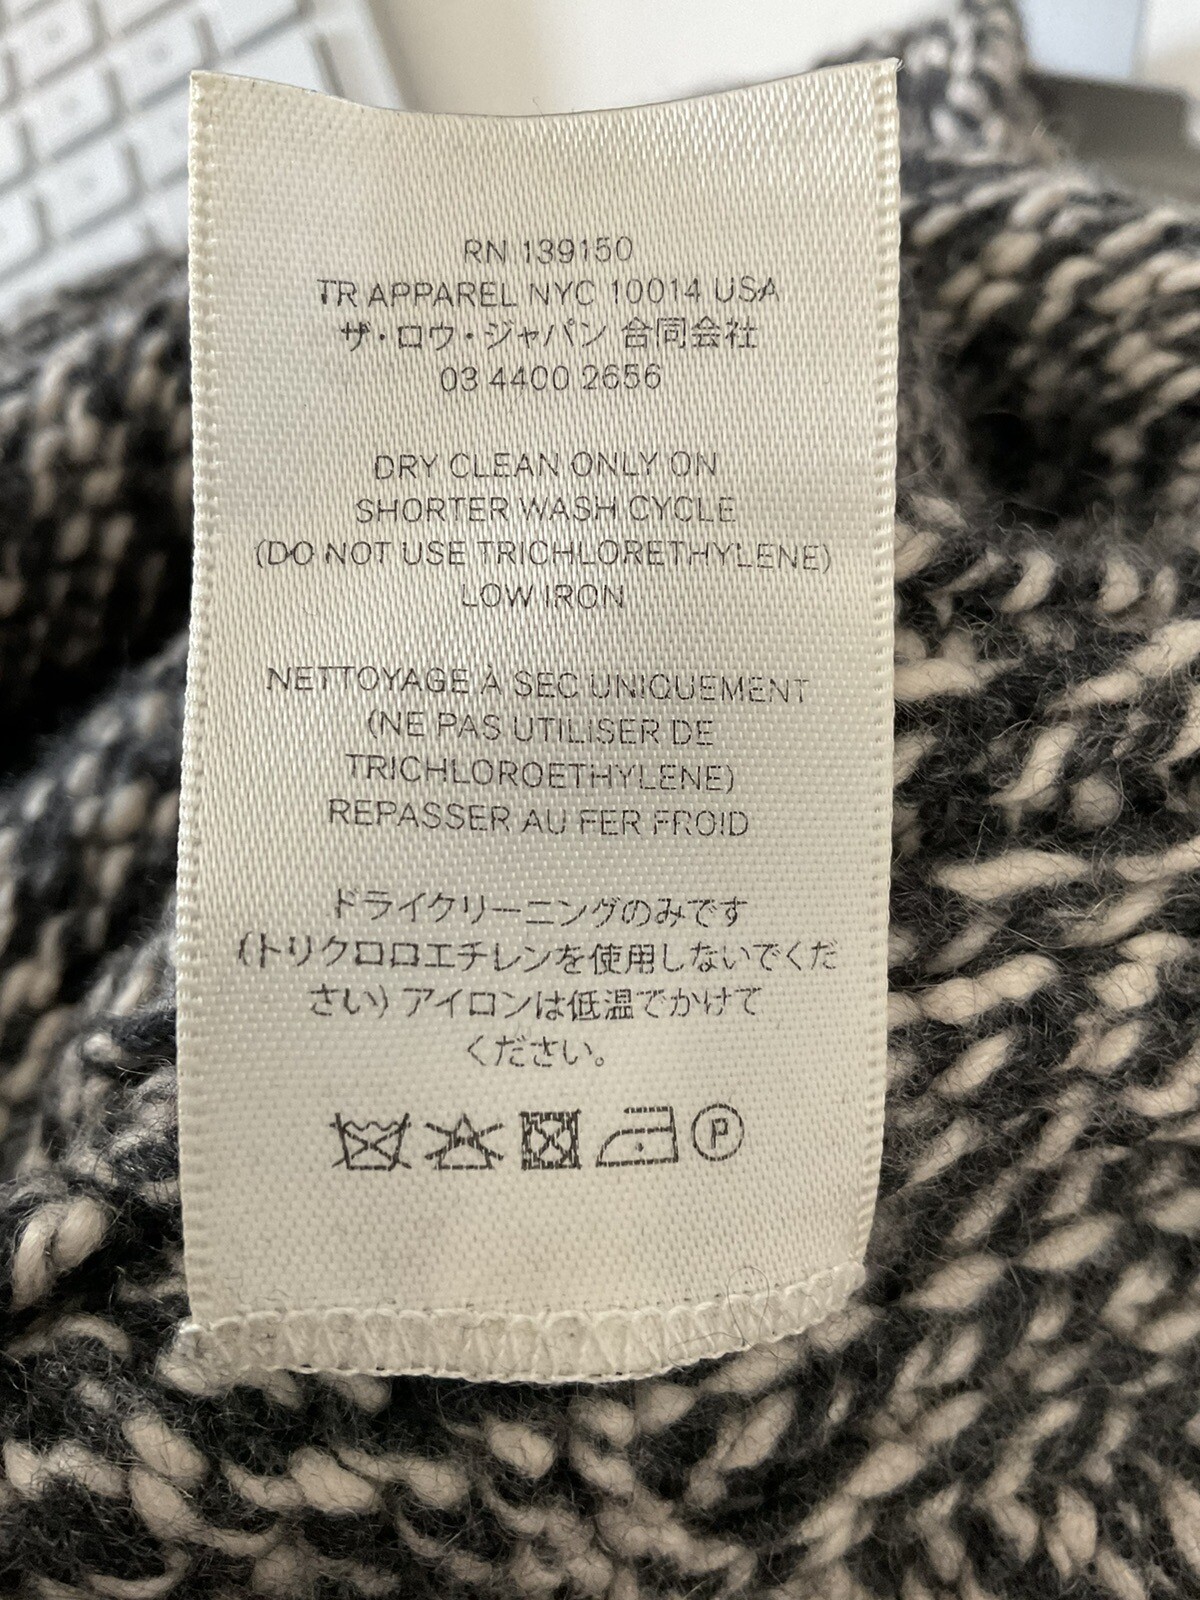 RN 139150
TR APPAREL NYC 10014 USA
ザ・ロウ・ジャパン 合同会社
03 4400 2656
DRY CLEAN ONLY ON
SHORTER WASH CYCLE
(DO NOT USE TRICHLORETHYLENE)
LOW IRON
NETTOYAGE À SEC UNIQUEMENT
(NE PAS UTILISER DE
TRICHLOROETHYLENE)
REPASSER AU FER FROID
ドライクリーニングのみです
(トリクロロエチレンを使用しないでくだ
さい) アイロンは低温でかけて
ください。
P